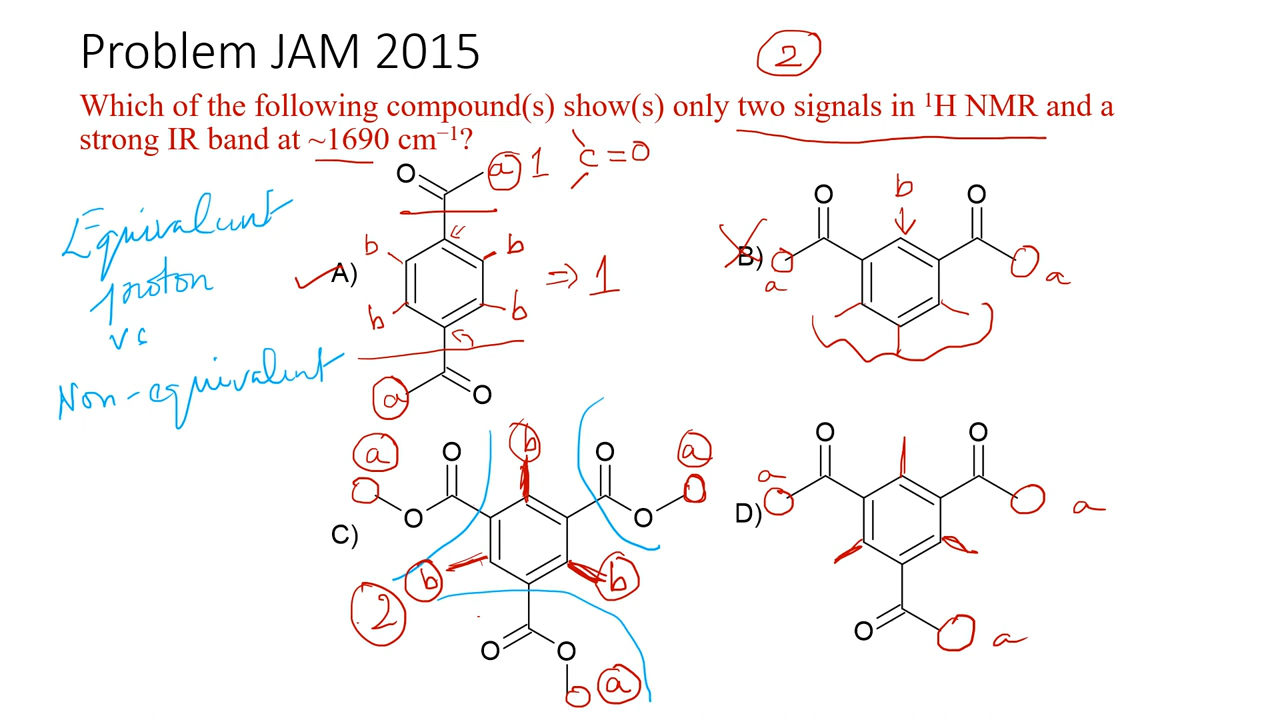 Problem JAM 2015
2
Which of the following compound(s) show(s) only two signals in ¹H NMR and a
strong IR band at ~1690 cm⁻¹?
O a 1 C=O
Equivalent
proton
vs
Non-equivalent
A)
b b
b b
⇒ 1
a O
B)
O b O
a a
C)
a O b O a
O O
b b
2
O O
a
D)
a O O a
O a